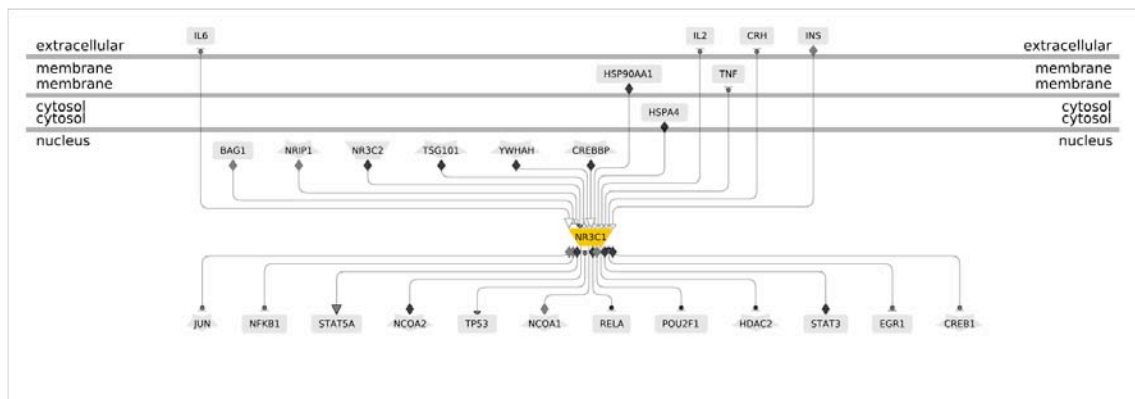 IL6 IL2 CRH INS
extracellular extracellular
membrane HSP90AA1 TNF membrane
membrane membrane
cytosol HSPA4 cytosol
cytosol cytosol
nucleus nucleus
BAG1 NRIP1 NR3C2 TSG101 YWHAH CREBBP
NR3C1
JUN NFKB1 STAT5A NCOA2 TP53 NCOA1 RELA POU2F1 HDAC2 STAT3 EGR1 CREB1